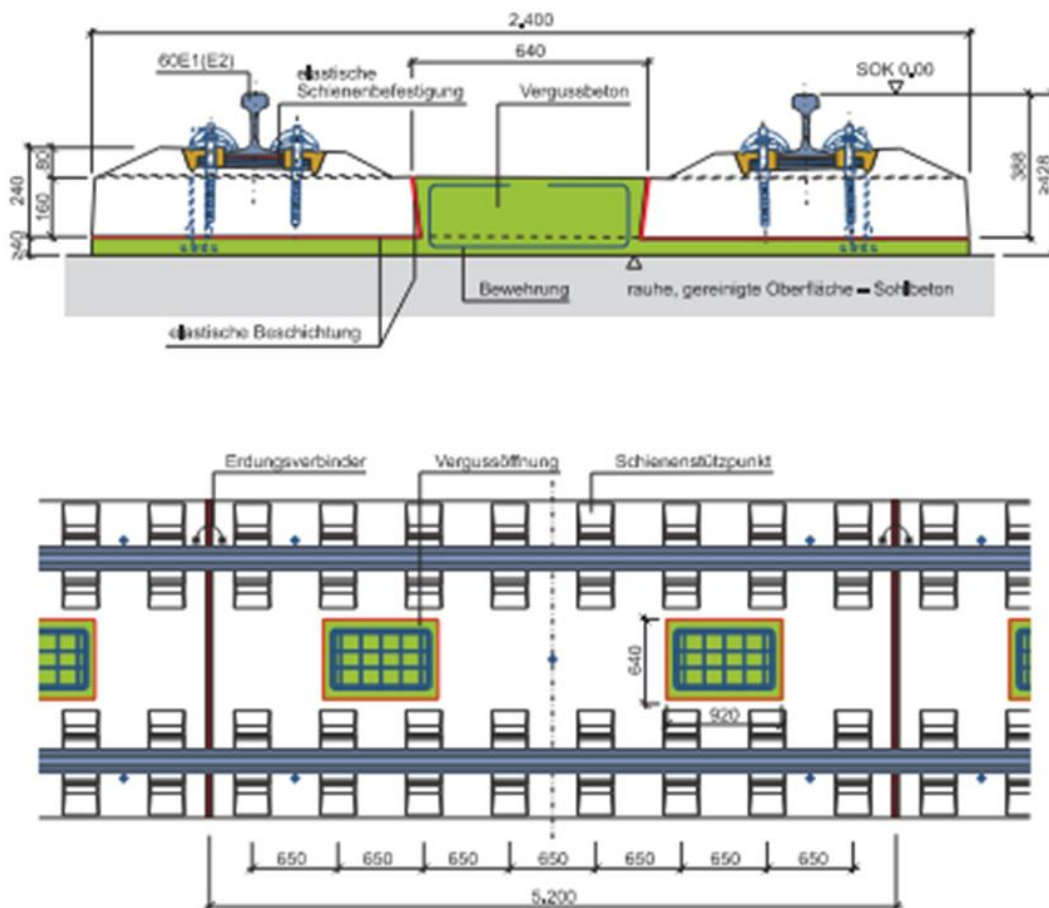 2.400
60E1(E2)
640
elastische
Schienenbefestigung
Vergussbeton
SOK 0.00
80
240
160
≥40
388
≥428
Bewehrung
rauhe, gereinigte Oberfläche – Sohlbeton
elastische Beschichtung
Erdungsverbinder
Vergussöffnung
Schienenstützpunkt
640
920
650 650 650 650 650 650 650
5.200